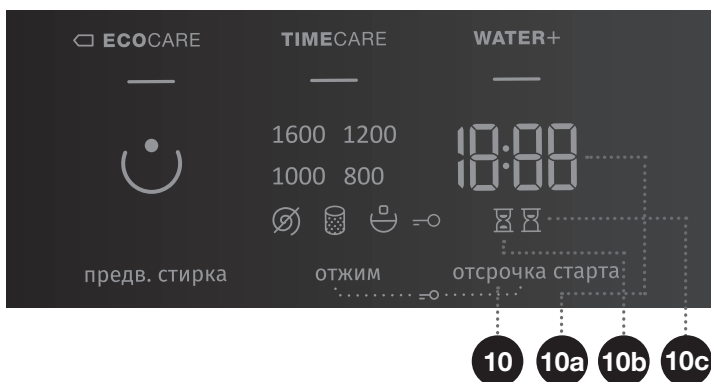 ECOCARE TIMECARE WATER+
1600 1200
1000 800
18:88
предв. стирка отжим отсрочка старта
10 10a 10b 10c